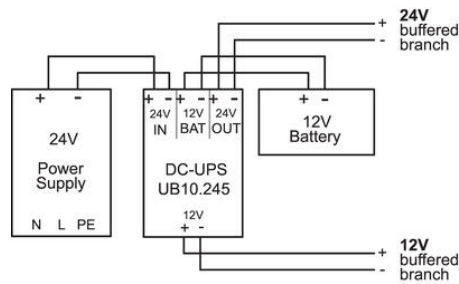 24V
+ buffered
- branch
+ -
24V
Power
Supply
N L PE
+ - + - + -
24V 12V 24V
IN BAT OUT
DC-UPS
UB10.245
12V
+ -
+ -
12V
Battery
12V
+ buffered
- branch